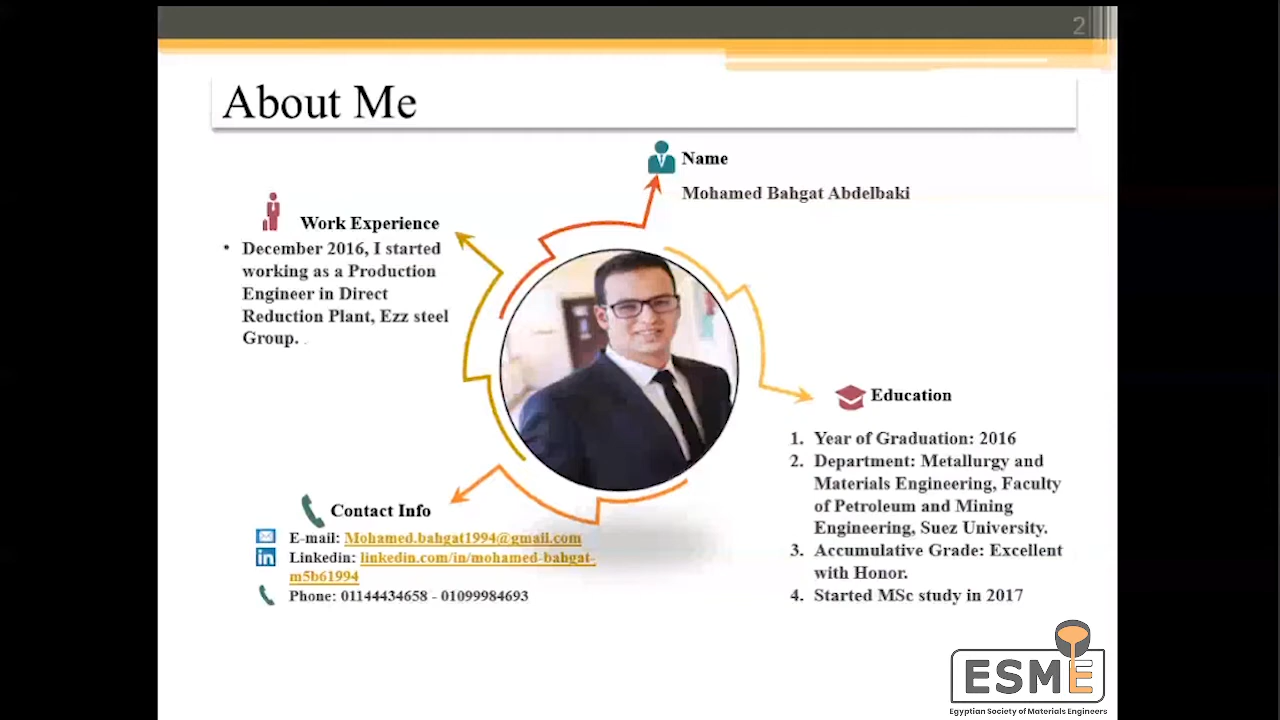 2
About Me
Name
Mohamed Bahgat Abdelbaki
Work Experience
• December 2016, I started
working as a Production
Engineer in Direct
Reduction Plant, Ezz steel
Group.
Education
1. Year of Graduation: 2016
2. Department: Metallurgy and
Materials Engineering, Faculty
of Petroleum and Mining
Engineering, Suez University.
3. Accumulative Grade: Excellent
with Honor.
4. Started MSc study in 2017
Contact Info
E-mail: Mohamed.bahgat1994@gmail.com
Linkedin: linkedin.com/in/mohamed-bahgat-
m5b61994
Phone: 01144434658 - 01099984693
ESME
Egyptian Society of Materials Engineers